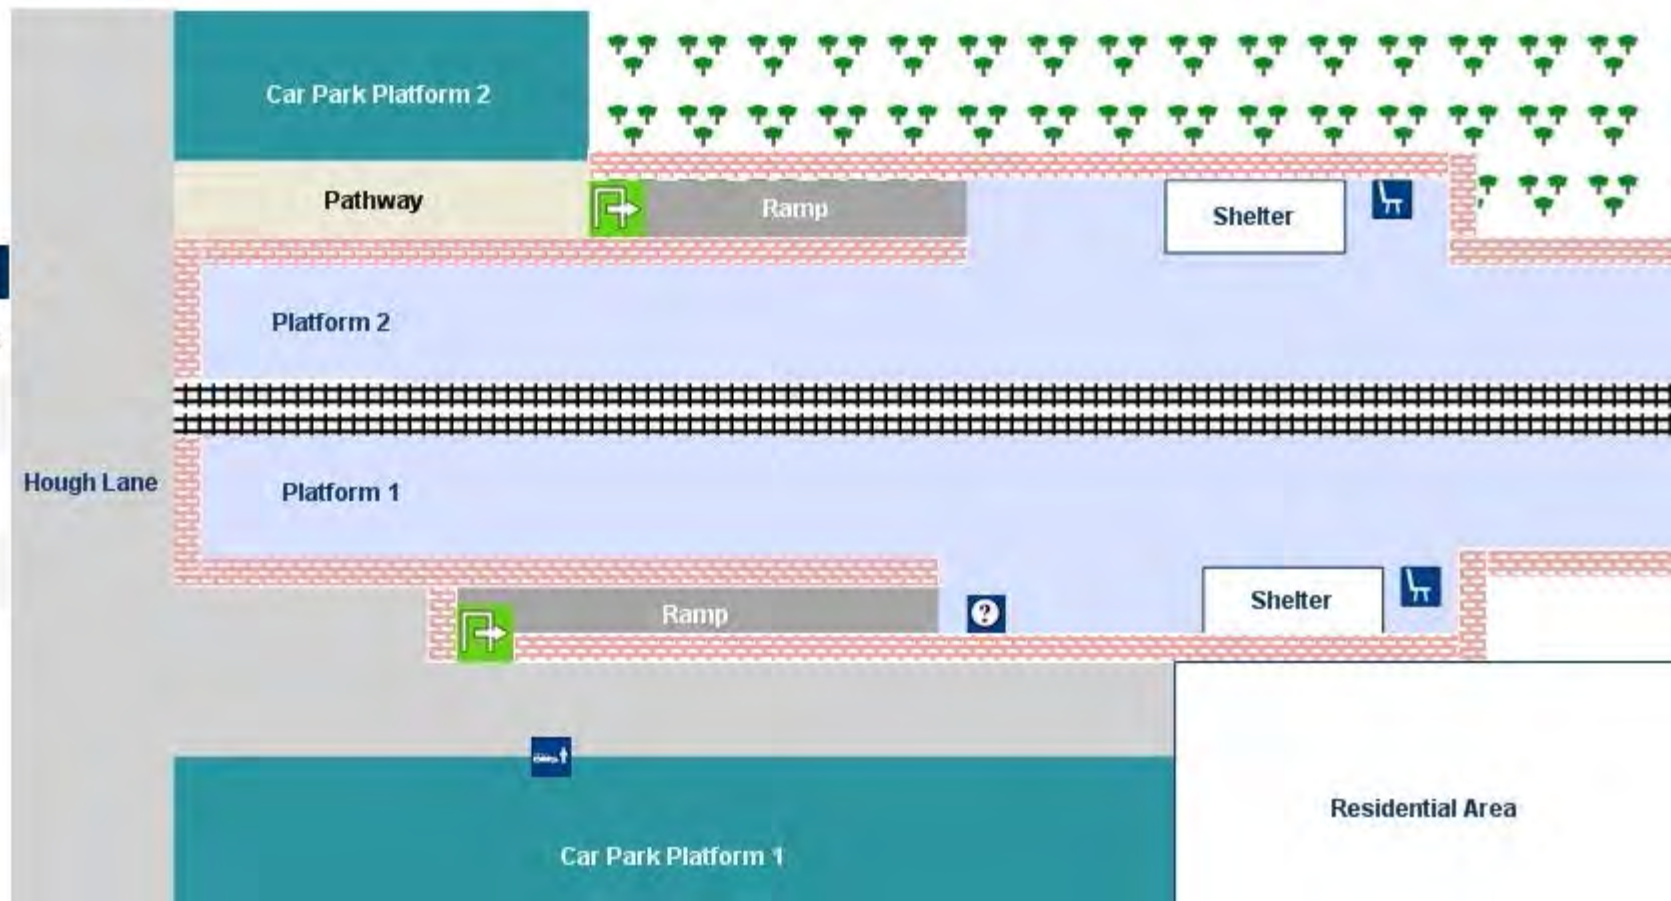 Car Park Platform 2
Pathway
Ramp
Shelter
Platform 2
Hough Lane
Platform 1
Ramp
?
Shelter
Residential Area
Car Park Platform 1